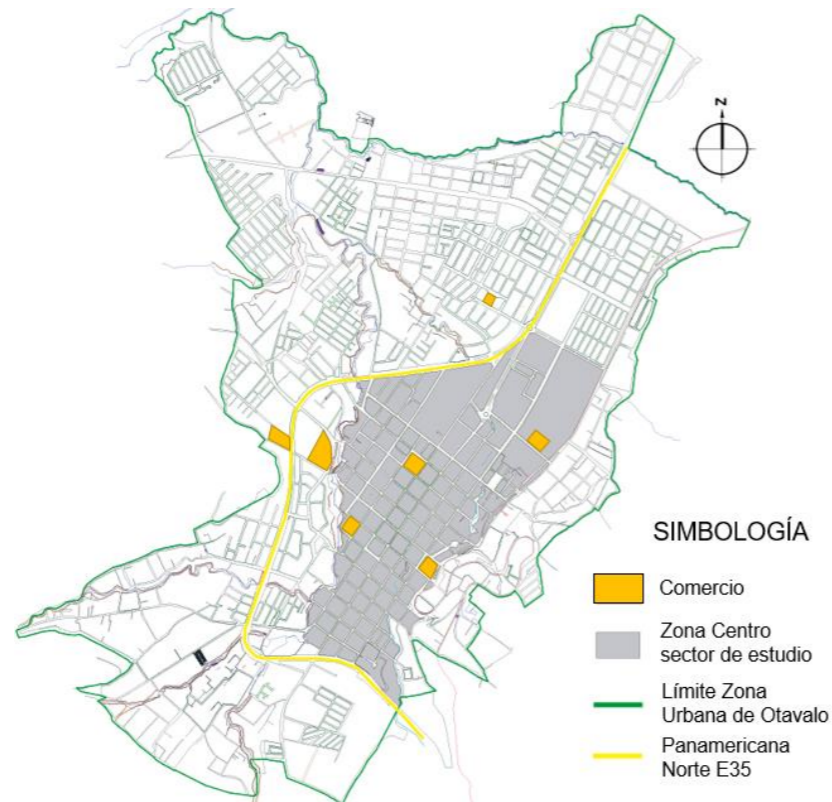 N
SIMBOLOGÍA
Comercio
Zona Centro
sector de estudio
Límite Zona
Urbana de Otavalo
Panamericana
Norte E35